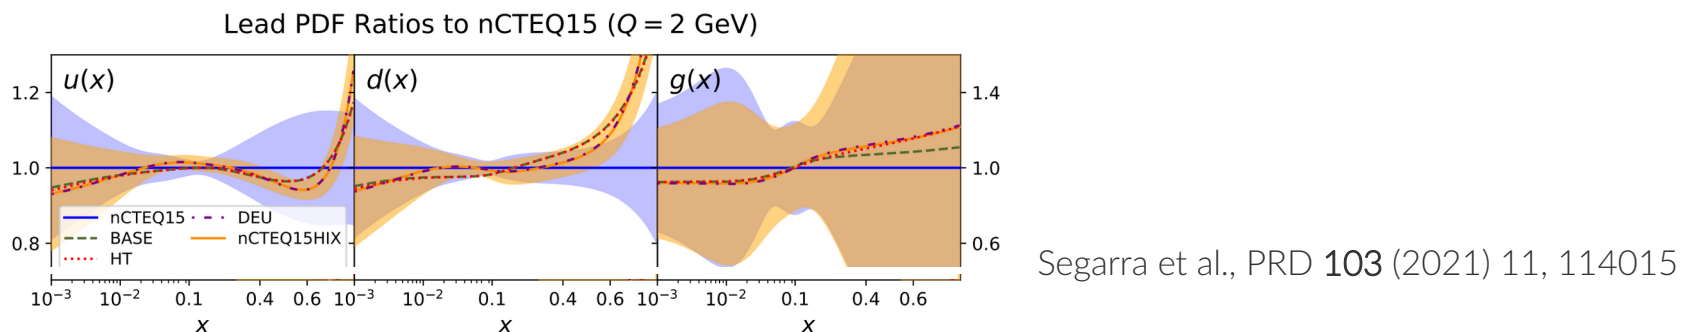 Lead PDF Ratios to nCTEQ15 (Q = 2 GeV)
u(x) d(x) g(x)
1.2 1.4
1.0 1.0
nCTEQ15 DEU
BASE nCTEQ15HIX
HT
0.8 0.6
Segarra et al., PRD 103 (2021) 11, 114015
10⁻³ 10⁻² 0.1 0.4 0.6 10⁻³ 10⁻² 0.1 0.4 0.6 10⁻³ 10⁻² 0.1 0.4 0.6
x x x